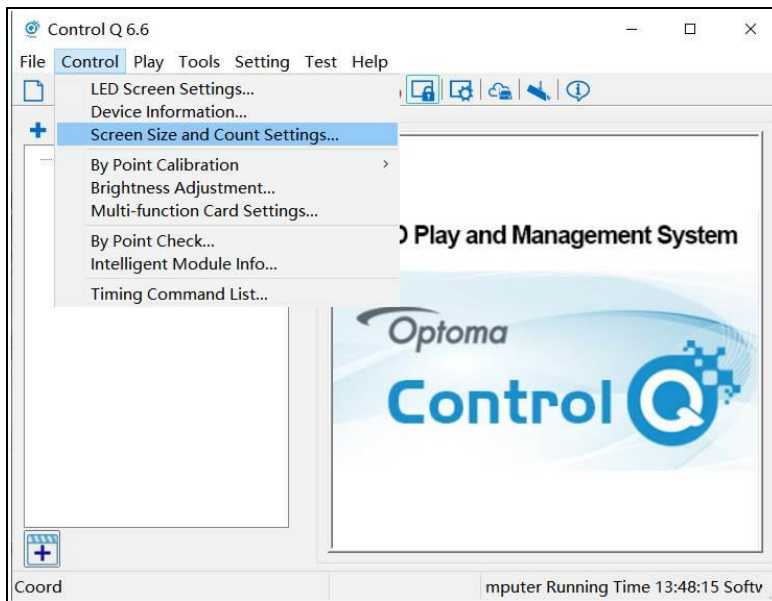 Control Q 6.6
File Control Play Tools Setting Test Help
LED Screen Settings...
Device Information...
Screen Size and Count Settings...
By Point Calibration
Brightness Adjustment...
Multi-function Card Settings...
By Point Check...
Intelligent Module Info...
Timing Command List...
Play and Management System
Optoma
Control Q
Coord
mputer Running Time 13:48:15 Softw